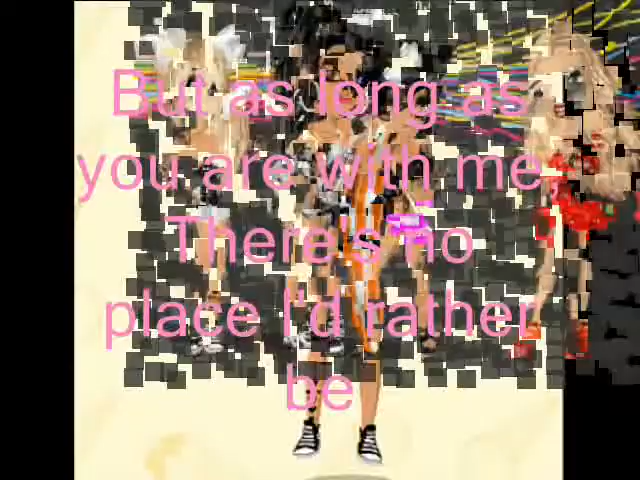 But as long as
you are with me,
There's no
place I'd rather
be